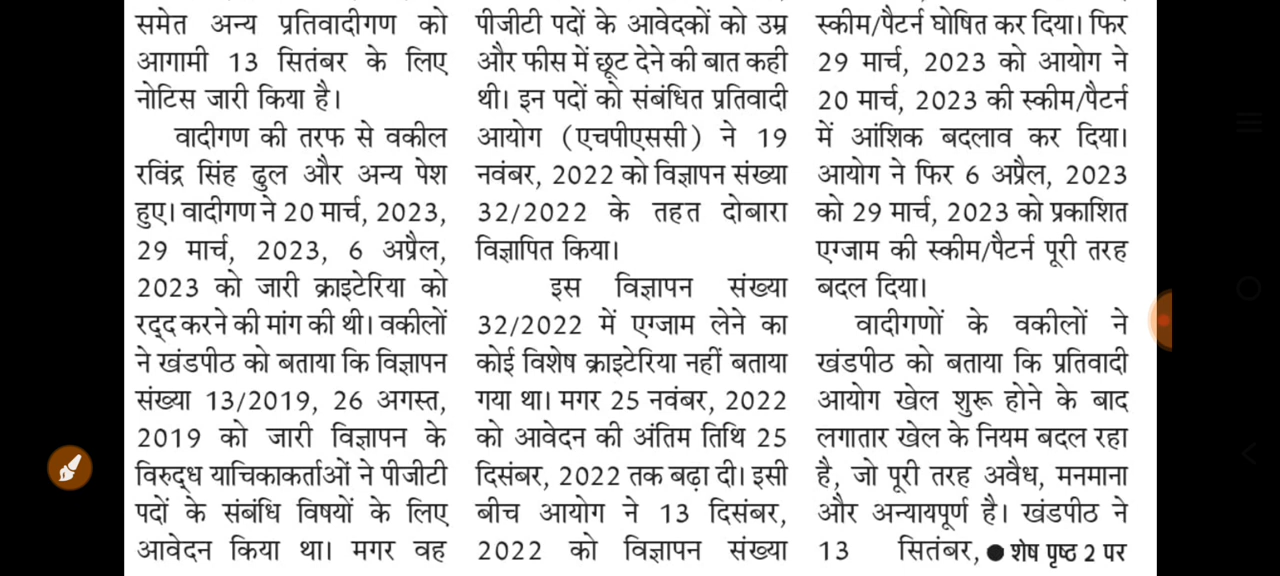 समेत अन्य प्रतिवादीगण को
आगामी 13 सितंबर के लिए
नोटिस जारी किया है।
वादीगण की तरफ से वकील
रविंद्र सिंह ढुल और अन्य पेश
हुए। वादीगण ने 20 मार्च, 2023,
29 मार्च, 2023, 6 अप्रैल,
2023 को जारी क्राइटेरिया को
रद्द करने की मांग की थी। वकीलों
ने खंडपीठ को बताया कि विज्ञापन
संख्या 13/2019, 26 अगस्त,
2019 को जारी विज्ञापन के
विरुद्ध याचिकाकर्ताओं ने पीजीटी
पदों के संबंधि विषयों के लिए
आवेदन किया था। मगर वह
पीजीटी पदों के आवेदकों को उम्र
और फीस में छूट देने की बात कही
थी। इन पदों को संबंधित प्रतिवादी
आयोग (एचपीएससी) ने 19
नवंबर, 2022 को विज्ञापन संख्या
32/2022 के तहत दोबारा
विज्ञापित किया।
इस विज्ञापन संख्या
32/2022 में एग्जाम लेने का
कोई विशेष क्राइटेरिया नहीं बताया
गया था। मगर 25 नवंबर, 2022
को आवेदन की अंतिम तिथि 25
दिसंबर, 2022 तक बढ़ा दी। इसी
बीच आयोग ने 13 दिसंबर,
2022 को विज्ञापन संख्या
स्कीम/पैटर्न घोषित कर दिया। फिर
29 मार्च, 2023 को आयोग ने
20 मार्च, 2023 की स्कीम/पैटर्न
में आंशिक बदलाव कर दिया।
आयोग ने फिर 6 अप्रैल, 2023
को 29 मार्च, 2023 को प्रकाशित
एग्जाम की स्कीम/पैटर्न पूरी तरह
बदल दिया।
वादीगणों के वकीलों ने
खंडपीठ को बताया कि प्रतिवादी
आयोग खेल शुरू होने के बाद
लगातार खेल के नियम बदल रहा
है, जो पूरी तरह अवैध, मनमाना
और अन्यायपूर्ण है। खंडपीठ ने
13 सितंबर, ● शेष पृष्ठ 2 पर